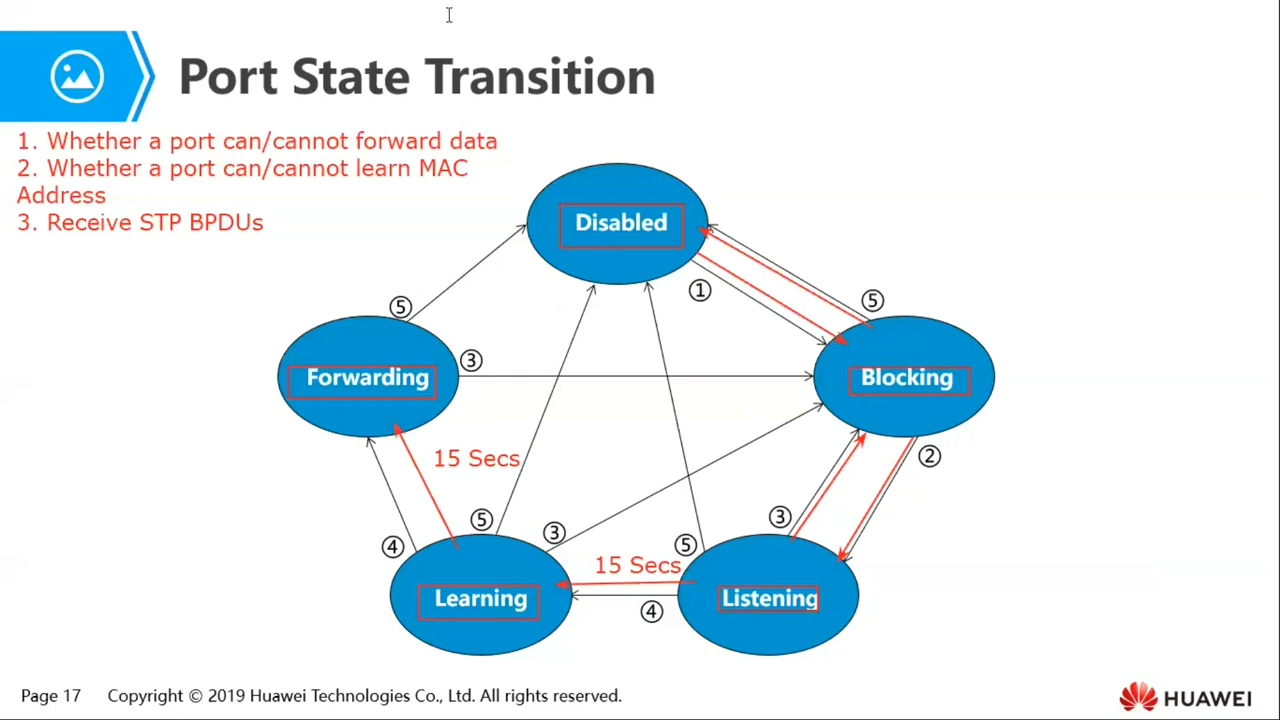 Port State Transition
1. Whether a port can/cannot forward data
2. Whether a port can/cannot learn MAC
Address
3. Receive STP BPDUs
Disabled
①
⑤
⑤
Forwarding
③
Blocking
15 Secs
②
③
⑤
③
④
⑤
15 Secs
Learning
Listening
④
Page 17
Copyright © 2019 Huawei Technologies Co., Ltd. All rights reserved.
HUAWEI